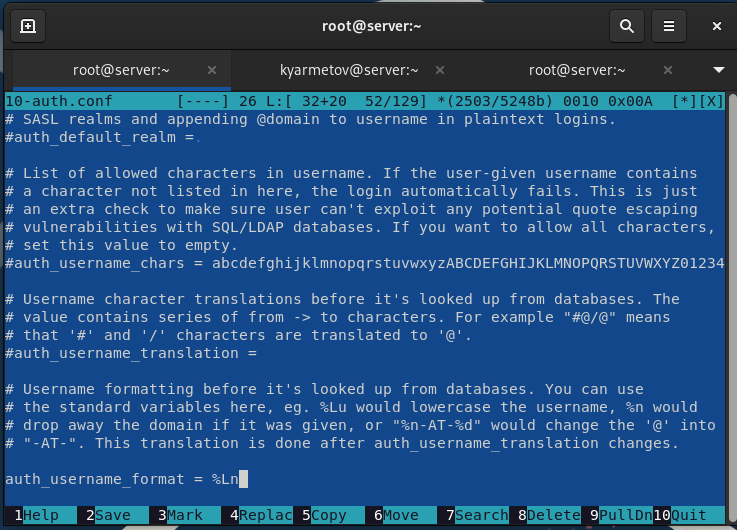 root@server:~
root@server:~ × kyarmetov@server:~ × root@server:~ ×
10-auth.conf [----] 26 L:[ 32+20 52/129] *(2503/5248b) 0010 0x00A [*][X]
# SASL realms and appending @domain to username in plaintext logins.
#auth_default_realm =.
# List of allowed characters in username. If the user-given username contains
# a character not listed in here, the login automatically fails. This is just
# an extra check to make sure user can't exploit any potential quote escaping
# vulnerabilities with SQL/LDAP databases. If you want to allow all characters,
# set this value to empty.
#auth_username_chars = abcdefghijklmnopqrstuvwxyzABCDEFGHIJKLMNOPQRSTUVWXYZ01234
# Username character translations before it's looked up from databases. The
# value contains series of from -> to characters. For example "#@/@" means
# that '#' and '/' characters are translated to '@'.
#auth_username_translation =
# Username formatting before it's looked up from databases. You can use
# the standard variables here, eg. %Lu would lowercase the username, %n would
# drop away the domain if it was given, or "%n-AT-%d" would change the '@' into
# "-AT-". This translation is done after auth_username_translation changes.
auth_username_format = %Ln
1Help 2Save 3Mark 4Replac 5Copy 6Move 7Search 8Delete 9PullDn 10Quit